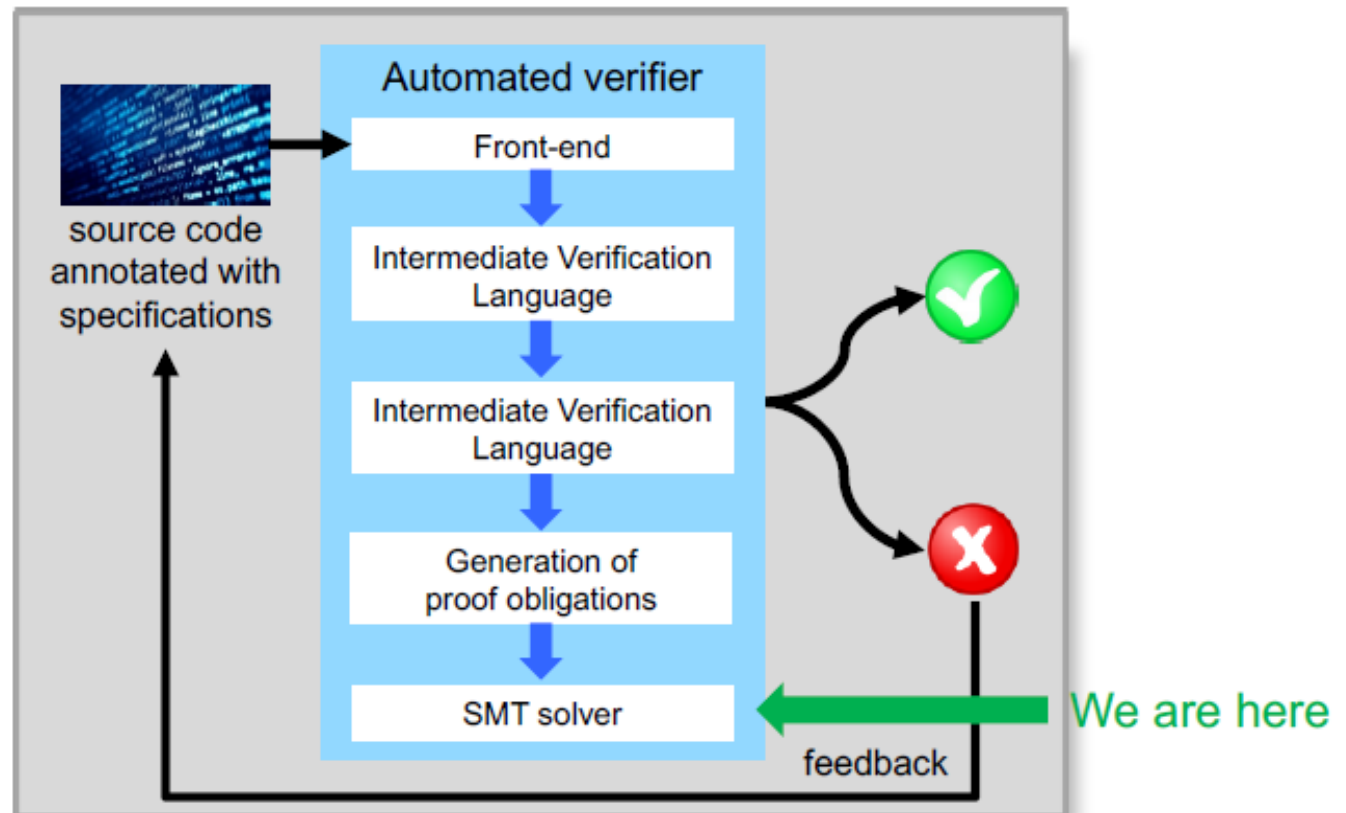 Automated verifier
Front-end
source code
annotated with
specifications
Intermediate Verification
Language
Intermediate Verification
Language
Generation of
proof obligations
SMT solver
We are here
feedback